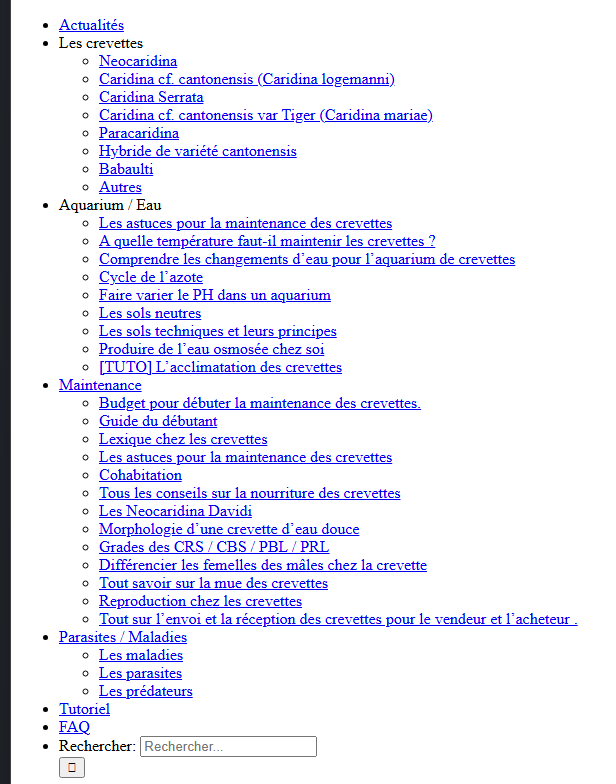 Actualités
Les crevettes
Neocaridina
Caridina cf. cantonensis (Caridina logemanni)
Caridina Serrata
Caridina cf. cantonensis var Tiger (Caridina mariae)
Paracaridina
Hybride de variété cantonensis
Babaulti
Autres
Aquarium / Eau
Les astuces pour la maintenance des crevettes
A quelle température faut-il maintenir les crevettes ?
Comprendre les changements d’eau pour l’aquarium de crevettes
Cycle de l’azote
Faire varier le PH dans un aquarium
Les sols neutres
Les sols techniques et leurs principes
Produire de l’eau osmosée chez soi
[TUTO] L’acclimatation des crevettes
Maintenance
Budget pour débuter la maintenance des crevettes.
Guide du débutant
Lexique chez les crevettes
Les astuces pour la maintenance des crevettes
Cohabitation
Tous les conseils sur la nourriture des crevettes
Les Neocaridina Davidi
Morphologie d’une crevette d’eau douce
Grades des CRS / CBS / PBL / PRL
Différencier les femelles des mâles chez la crevette
Tout savoir sur la mue des crevettes
Reproduction chez les crevettes
Tout sur l’envoi et la réception des crevettes pour le vendeur et l’acheteur .
Parasites / Maladies
Les maladies
Les parasites
Les prédateurs
Tutoriel
FAQ
Rechercher: Rechercher...